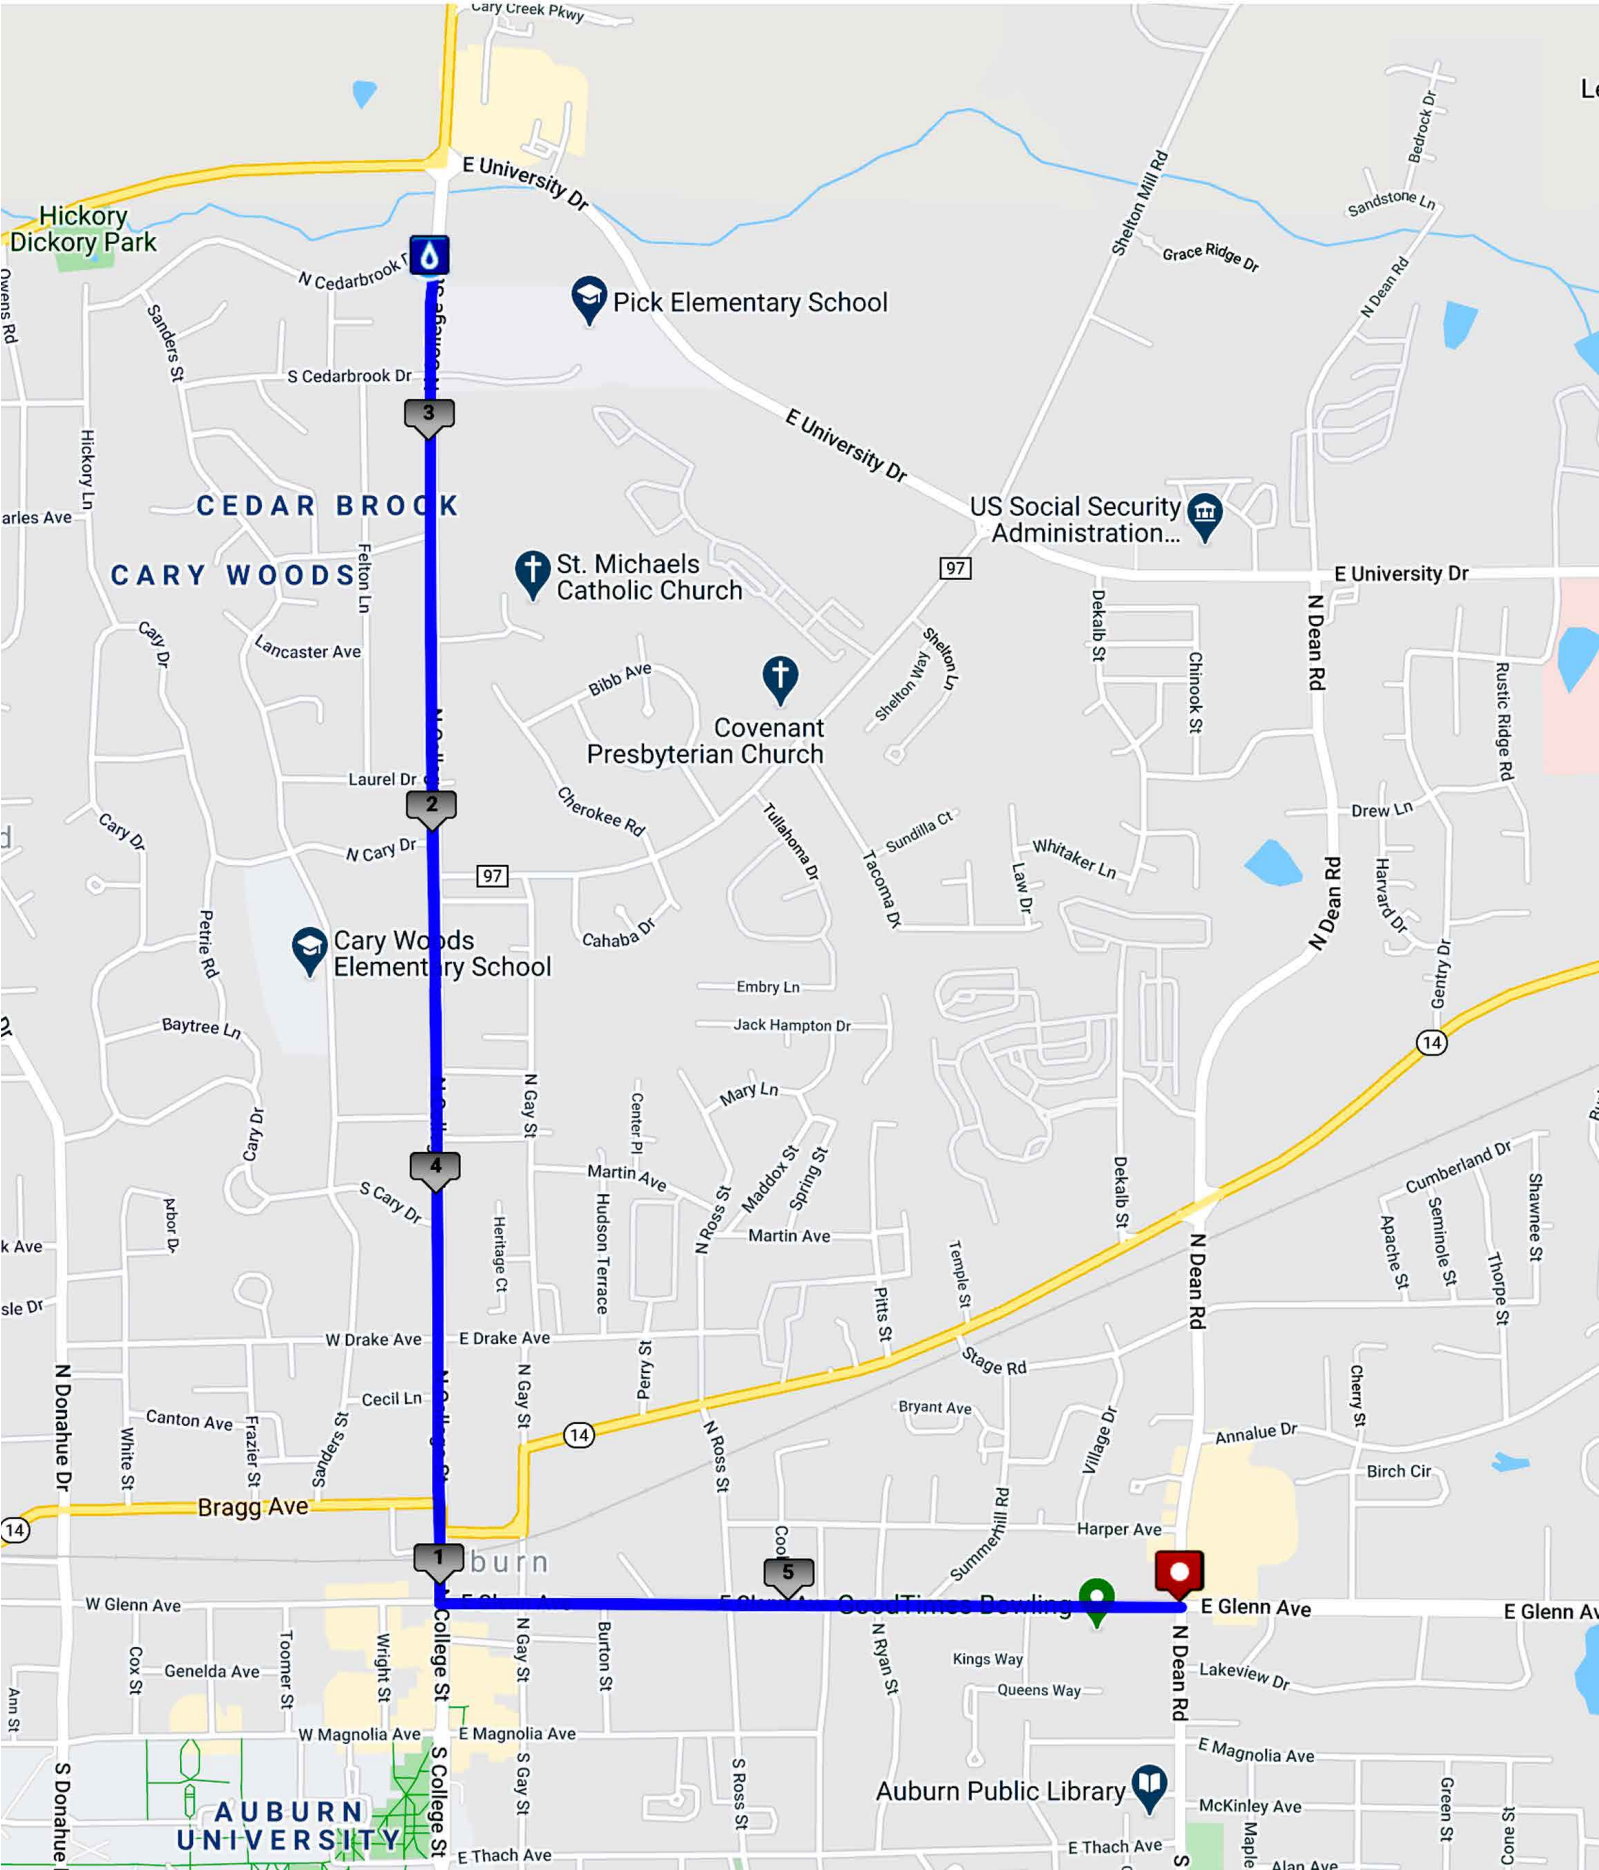 Cary Creek Pkwy
E University Dr
Shelton Mill Rd
Bedrock Dr
Sandstone Ln
Grace Ridge Dr
Hickory
Dickory Park
N Cedarbrook
Owens Rd
Sanders St
Pick Elementary School
N Dean Rd
S Cedarbrook Dr
3
E University Dr
Hickory Ln
CEDAR BROOK
arles Ave
US Social Security
Administration...
CARY WOODS
Felton Ln
St. Michaels
Catholic Church
97
E University Dr
Dekalb St
N Dean Rd
Cary Dr
Lancaster Ave
Bibb Ave
Shelton Way
Shelton Ln
Chinook St
Rustic Ridge Rd
Covenant
Presbyterian Church
Laurel Dr
2
Cherokee Rd
Tullahoma Dr
Sundilla Ct
Drew Ln
Cary Dr
N Cary Dr
97
Tacoma Dr
Whitaker Ln
Law Dr
N Dean Rd
Harvard Dr
Petrie Rd
Cary Woods
Elementary School
Cahaba Dr
N Dean Rd
Gentry Dr
Embry Ln
Baytree Ln
Jack Hampton Dr
14
N Gay St
Center Pl
Mary Ln
Cary Dr
4
Martin Ave
Maddox St
Spring St
Dekalb St
Cumberland Dr
S Cary Dr
Arbor Dr
Heritage Ct
Hudson Terrace
N Ross St
Martin Ave
Temple St
N Dean Rd
Apache St
Seminole St
Shawnee St
Thorpe St
k Ave
sle Dr
Pitts St
W Drake Ave
E Drake Ave
Perry St
Stage Rd
N Donahue Dr
N Gay St
Cecil Ln
Canton Ave
Bryant Ave
Village Dr
Cherry St
White St
Frazier St
Sanders St
14
N Ross St
Annalue Dr
Birch Cir
Bragg Ave
14
Summerhill Rd
Harper Ave
1
burn
5
W Glenn Ave
GoodTimes Bowling
E Glenn Ave
E Glenn Av
College St
Cox St
Genelda Ave
Toomer St
Wright St
N Gay St
Burton St
N Ryan St
Kings Way
Queens Way
N Dean Rd
Lakeview Dr
Ann St
W Magnolia Ave
E Magnolia Ave
E Magnolia Ave
S Donahue
S College St
S Gay St
S Ross St
Auburn Public Library
McKinley Ave
Green St
Cone St
Maple
AUBURN
UNIVERSITY
E Thach Ave
E Thach Ave
Alan Ave